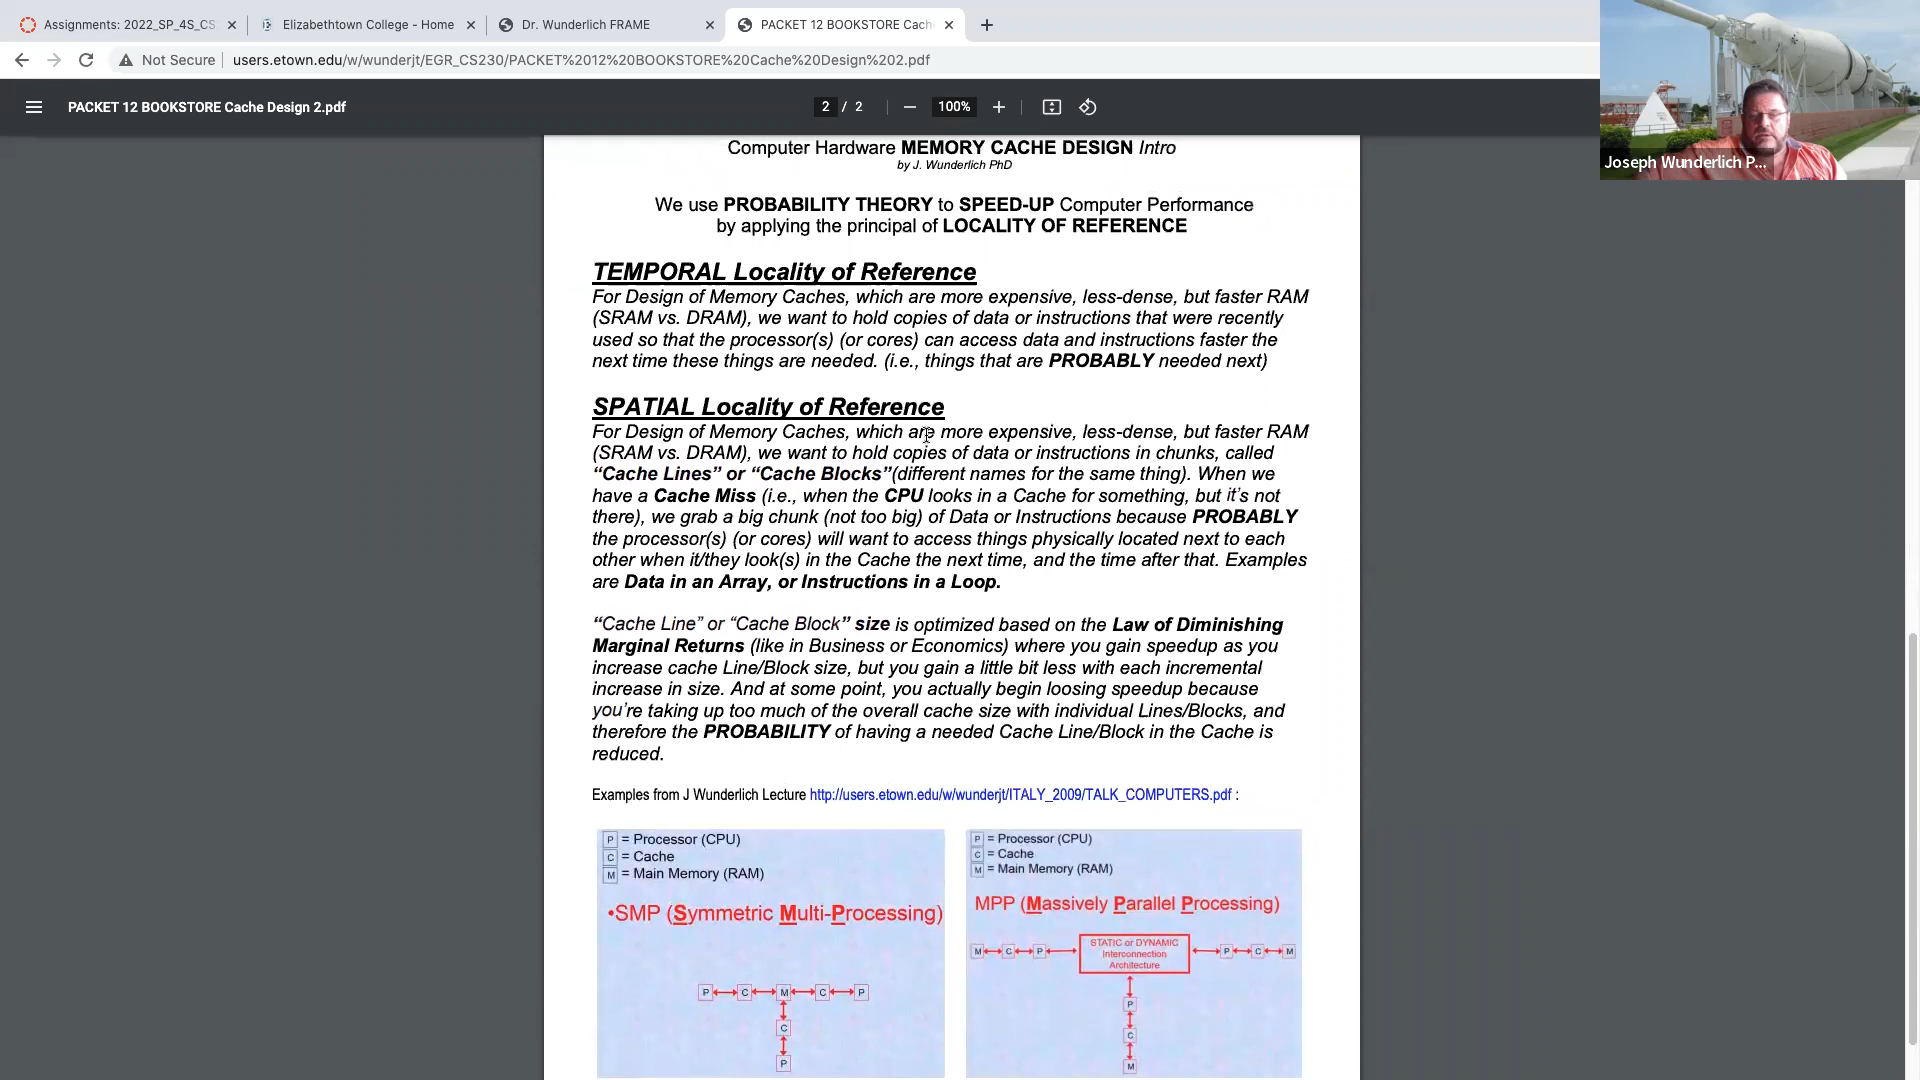 Assignments: 2022_SP_4S_CS
Elizabethtown College - Home
Dr. Wunderlich FRAME
PACKET 12 BOOKSTORE Cache
Not Secure
users.etown.edu/w/wunderjt/EGR_CS230/PACKET%2012%20BOOKSTORE%20Cache%20Design%202.pdf
PACKET 12 BOOKSTORE Cache Design 2.pdf
2 / 2
100%
Joseph Wunderlich P...
Computer Hardware MEMORY CACHE DESIGN Intro
by J. Wunderlich PhD
We use PROBABILITY THEORY to SPEED-UP Computer Performance
by applying the principal of LOCALITY OF REFERENCE
TEMPORAL Locality of Reference
For Design of Memory Caches, which are more expensive, less-dense, but faster RAM
(SRAM vs. DRAM), we want to hold copies of data or instructions that were recently
used so that the processor(s) (or cores) can access data and instructions faster the
next time these things are needed. (i.e., things that are PROBABLY needed next)
SPATIAL Locality of Reference
For Design of Memory Caches, which are more expensive, less-dense, but faster RAM
(SRAM vs. DRAM), we want to hold copies of data or instructions in chunks, called
“Cache Lines” or “Cache Blocks”(different names for the same thing). When we
have a Cache Miss (i.e., when the CPU looks in a Cache for something, but it’s not
there), we grab a big chunk (not too big) of Data or Instructions because PROBABLY
the processor(s) (or cores) will want to access things physically located next to each
other when it/they look(s) in the Cache the next time, and the time after that. Examples
are Data in an Array, or Instructions in a Loop.
“Cache Line” or “Cache Block” size is optimized based on the Law of Diminishing
Marginal Returns (like in Business or Economics) where you gain speedup as you
increase cache Line/Block size, but you gain a little bit less with each incremental
increase in size. And at some point, you actually begin loosing speedup because
you’re taking up too much of the overall cache size with individual Lines/Blocks, and
therefore the PROBABILITY of having a needed Cache Line/Block in the Cache is
reduced.
Examples from J Wunderlich Lecture http://users.etown.edu/w/wunderjt/ITALY_2009/TALK_COMPUTERS.pdf :
P = Processor (CPU)
C = Cache
M = Main Memory (RAM)
•SMP (Symmetric Multi-Processing)
P C M C P
C
P
P = Processor (CPU)
C = Cache
M = Main Memory (RAM)
MPP (Massively Parallel Processing)
M C P
STATIC or DYNAMIC
Interconnection
Architecture
P C M
P
C
M